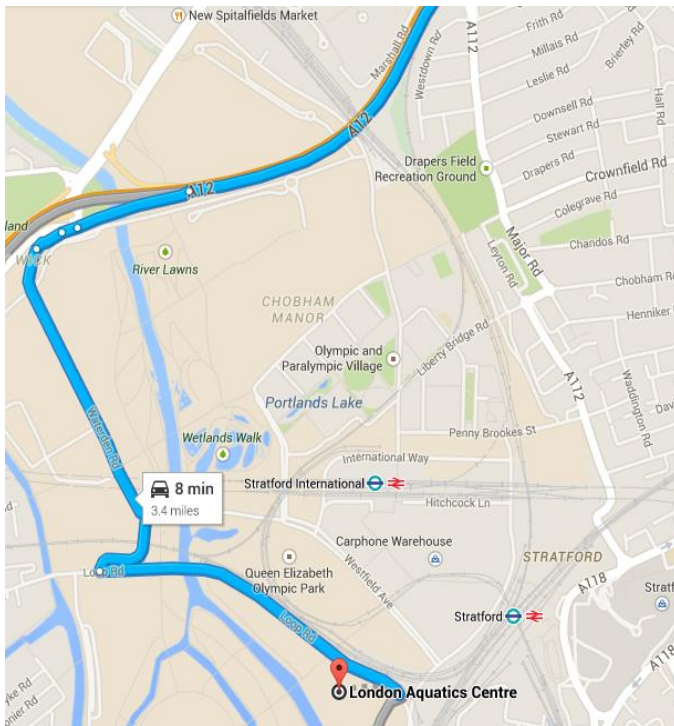 New Spitalfields Market
A112
Frith Rd
Millais Rd
Leslie Rd
Brierley Rd
Marshall Rd
Westdown Rd
Hall Rd
Downsell Rd
Stewart Rd
Drapers Rd
A12
Drapers Field
Recreation Ground
Crownfield Rd
Colegrave Rd
A12
Major Rd
Leyton Rd
Chandos Rd
WICK
River Lawns
Chobham Rd
CHOBHAM
MANOR
Henniker
Liberty Bridge Rd
Olympic and
Paralympic Village
A112
Waddington Rd
Portlands Lake
Waterden Rd
Wetlands Walk
Penny Brookes St
International Way
Stratford International
8 min
3.4 miles
Hitchcock Ln
Carphone Warehouse
STRATFORD
Loop Rd
Queen Elizabeth
Olympic Park
Westfield Ave
A118
Stratford
Loop Rd
A118
London Aquatics Centre
A118